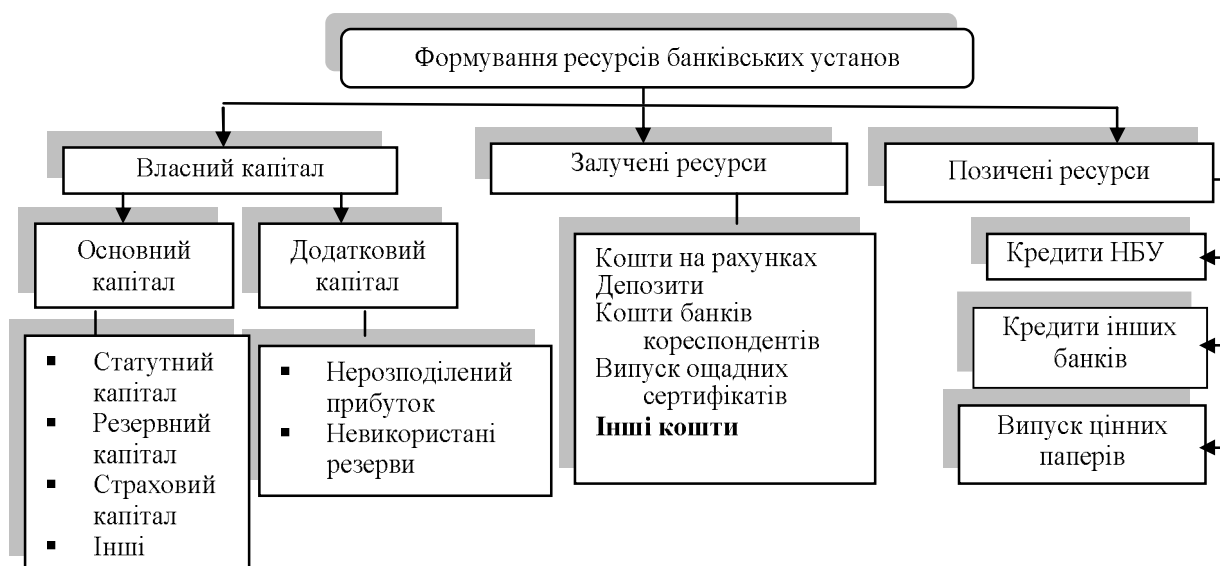 Формування ресурсів банківських установ
Власний капітал
Залучені ресурси
Позичені ресурси
Основний
капітал
Додатковий
капітал
▪ Статутний
капітал
▪ Резервний
капітал
▪ Страховий
капітал
▪ Інші
▪ Нерозподілений
прибуток
▪ Невикористані
резерви
Кошти на рахунках
Депозити
Кошти банків
кореспондентів
Випуск ощадних
сертифікатів
Інші кошти
Кредити НБУ
Кредити інших
банків
Випуск цінних
паперів